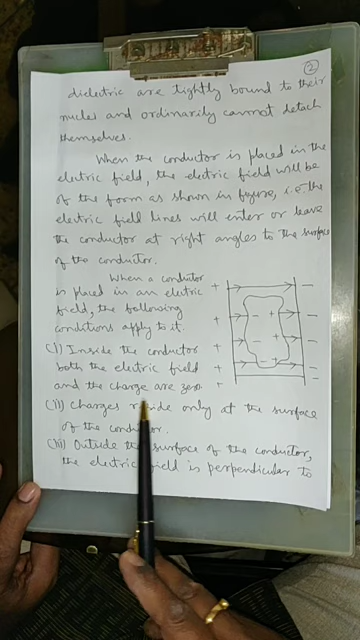 2
dielectric are tightly bound to their
nuclei and ordinarily cannot detach
themselves.
When the conductor is placed in the
electric field, the electric field will be
of the form as shown in figure, i.e. the
electric field lines will enter or leave
the conductor at right angles to the surface
of the conductor.
When a conductor
is placed in an electric
field, the following
conditions apply to it.
(i) Inside the conductor
both the electric field
and the charge are zero
+ −
+ − + −
+ − + −
+ − + −
+ −
(ii) Charges reside only at the surface
of the conductor.
(iii) Outside the surface of the conductor,
the electric field is perpendicular to